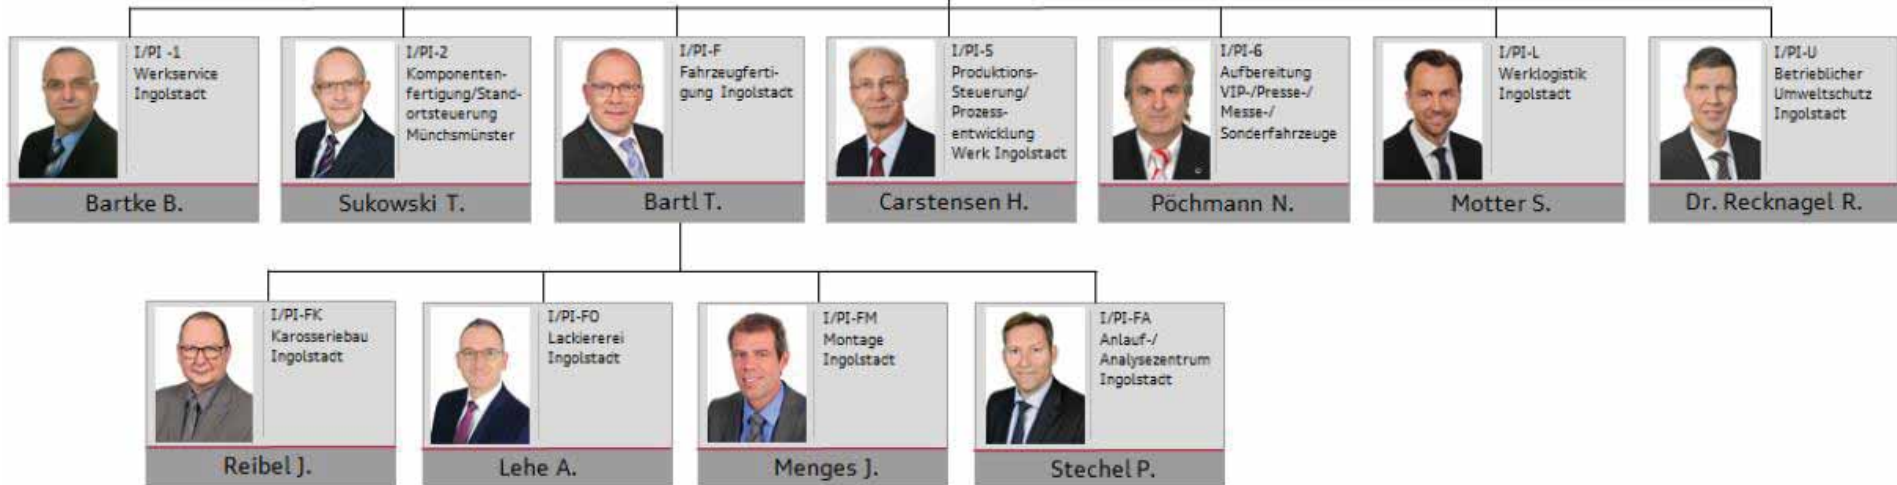 I/PI -1
Werkservice
Ingolstadt
Bartke B.
I/PI-2
Komponenten-
fertigung/Stand-
ortsteuerung
Münchsmünster
Sukowski T.
I/PI-F
Fahrzeugferti-
gung Ingolstadt
Bartl T.
I/PI-5
Produktions-
Steuerung/
Prozess-
entwicklung
Werk Ingolstadt
Carstensen H.
I/PI-6
Aufbereitung
VIP-/Presse-/
Messe-/
Sonderfahrzeuge
Pöchmann N.
I/PI-L
Werklogistik
Ingolstadt
Motter S.
I/PI-U
Betrieblicher
Umweltschutz
Ingolstadt
Dr. Recknagel R.
I/PI-FK
Karosseriebau
Ingolstadt
Reibel J.
I/PI-FO
Lackiererei
Ingolstadt
Lehe A.
I/PI-FM
Montage
Ingolstadt
Menges J.
I/PI-FA
Anlauf-/
Analysezentrum
Ingolstadt
Stechel P.